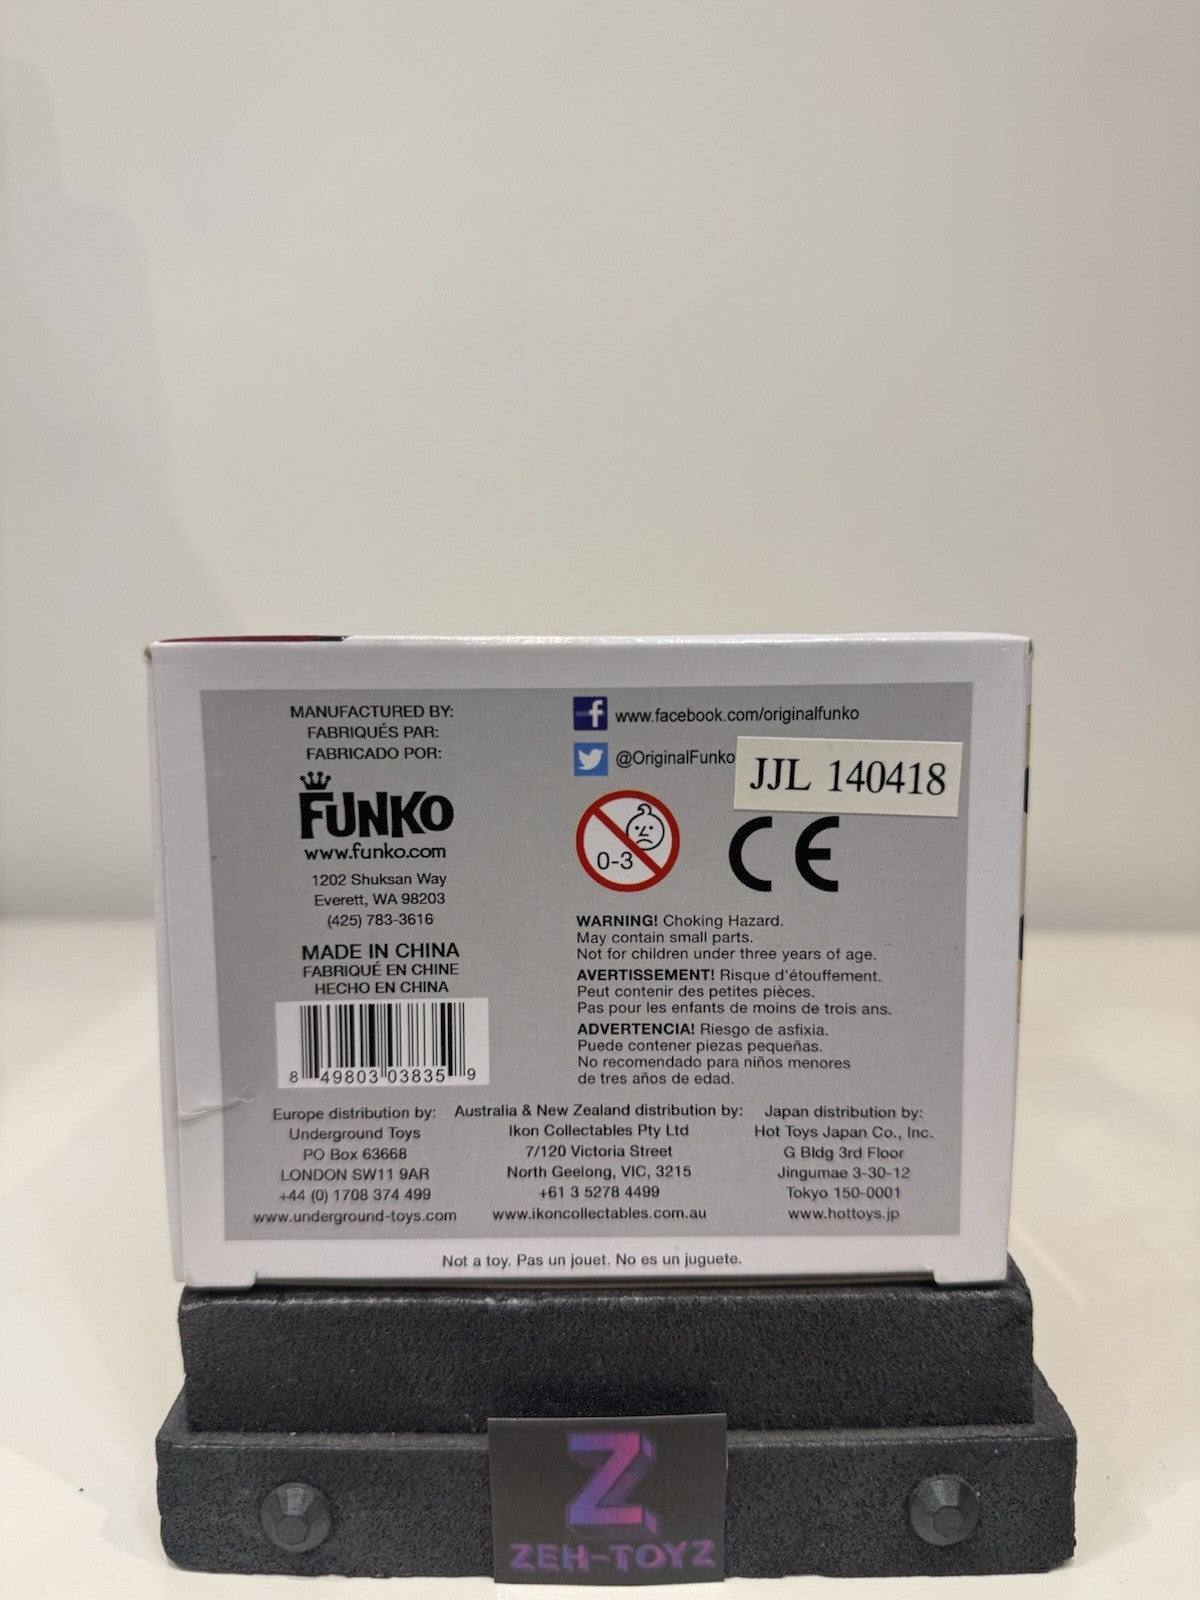 MANUFACTURED BY:
FABRIQUÉS PAR:
FABRICADO POR:
FUNKO
www.funko.com
1202 Shuksan Way
Everett, WA 98203
(425) 783-3616
MADE IN CHINA
FABRIQUÉ EN CHINE
HECHO EN CHINA
8 49803 03835 9
f www.facebook.com/originalfunko
@OriginalFunko
JJL 140418
0-3
CE
WARNING! Choking Hazard.
May contain small parts.
Not for children under three years of age.
AVERTISSEMENT! Risque d'étouffement.
Peut contenir des petites pièces.
Pas pour les enfants de moins de trois ans.
ADVERTENCIA! Riesgo de asfixia.
Puede contener piezas pequeñas.
No recomendado para niños menores
de tres años de edad.
Europe distribution by:
Underground Toys
PO Box 63668
LONDON SW11 9AR
+44 (0) 1708 374 499
www.underground-toys.com
Australia & New Zealand distribution by:
Ikon Collectables Pty Ltd
7/120 Victoria Street
North Geelong, VIC, 3215
+61 3 5278 4499
www.ikoncollectables.com.au
Japan distribution by:
Hot Toys Japan Co., Inc.
G Bldg 3rd Floor
Jingumae 3-30-12
Tokyo 150-0001
www.hottoys.jp
Not a toy. Pas un jouet. No es un juguete.
Z
ZEH-TOYZ